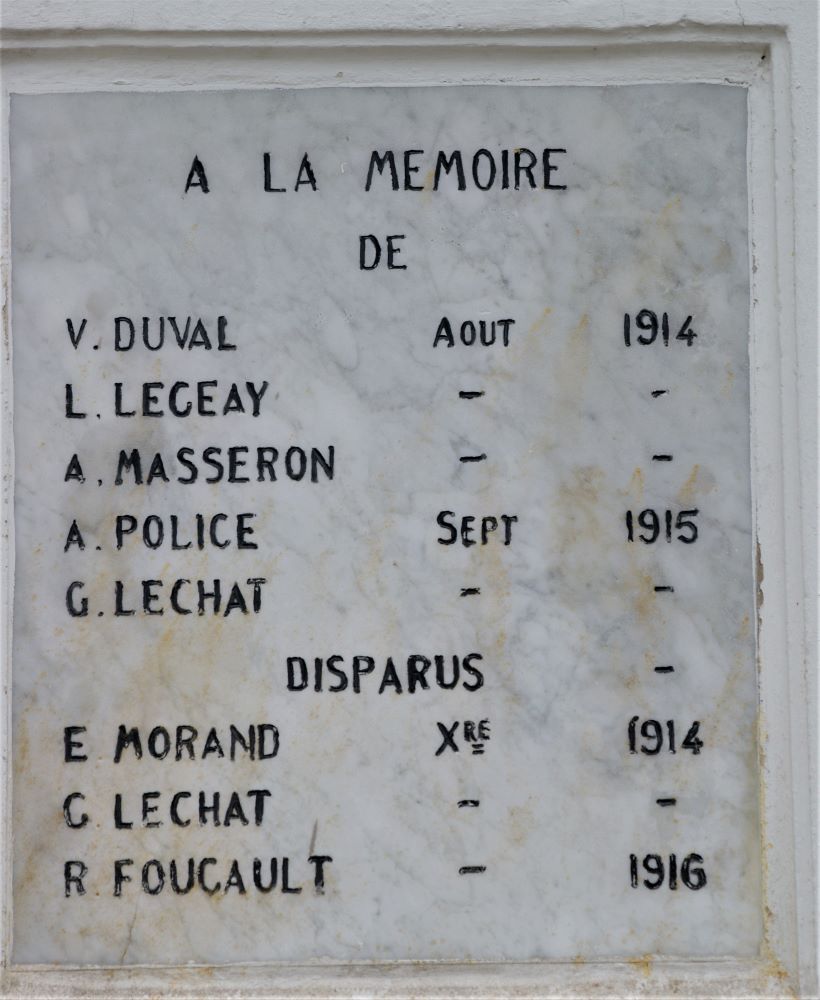 A LA MEMOIRE
DE
V. DUVAL AOUT 1914
L. LEGEAY - -
A. MASSERON - -
A. POLICE SEPT 1915
G. LECHAT - -
DISPARUS -
E MORAND XRE 1914
G LECHAT - -
R FOUCAULT - 1916